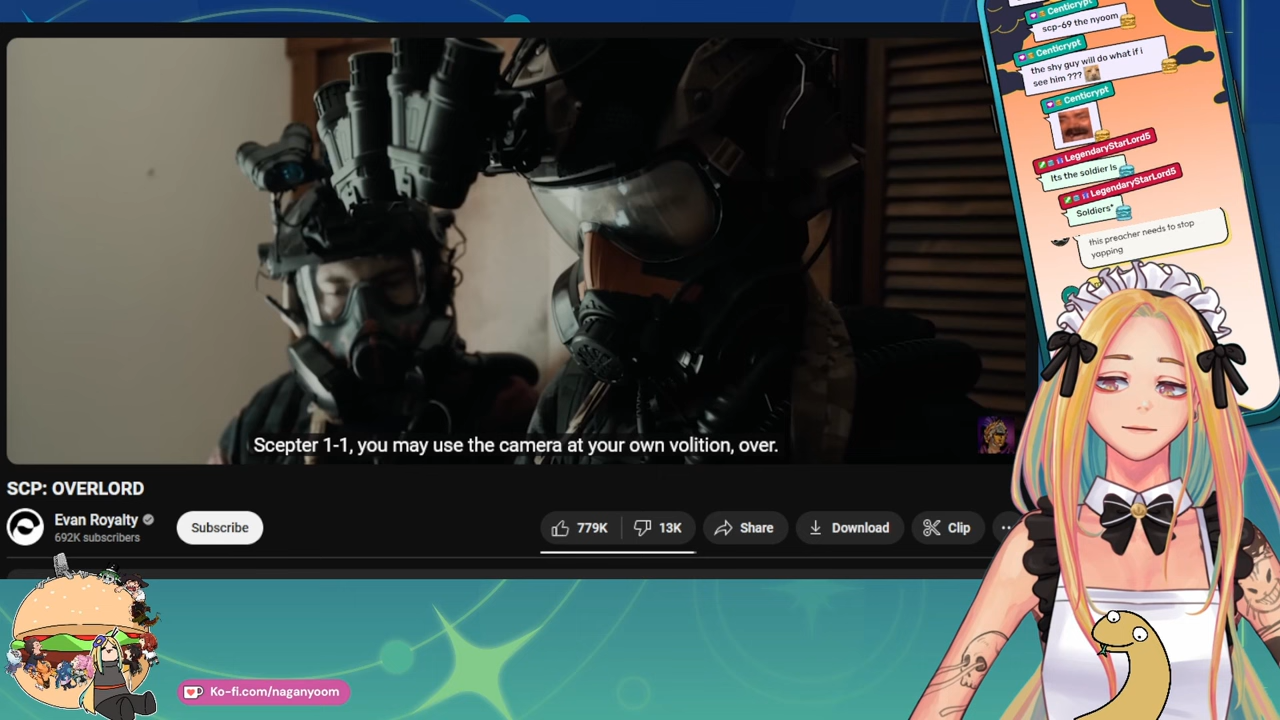 Centicrypt
scp-69 the nyoom
Centicrypt
the shy guy will do what if i
see him ???
Centicrypt
LegendaryStarLord5
Its the soldier Is
LegendaryStarLord5
Soldiers*
this preacher needs to stop
yapping
Scepter 1-1, you may use the camera at your own volition, over.
SCP: OVERLORD
Evan Royalty
692K subscribers
Subscribe
779K
13K
Share
Download
Clip
Ko-fi.com/naganyoom